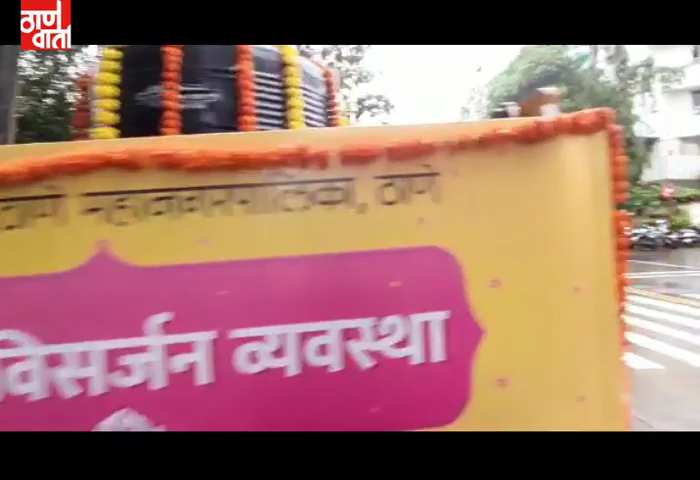 ठाणे
वार्ता
ठाणे महानगरपालिका, ठाणे
विसर्जन व्यवस्था